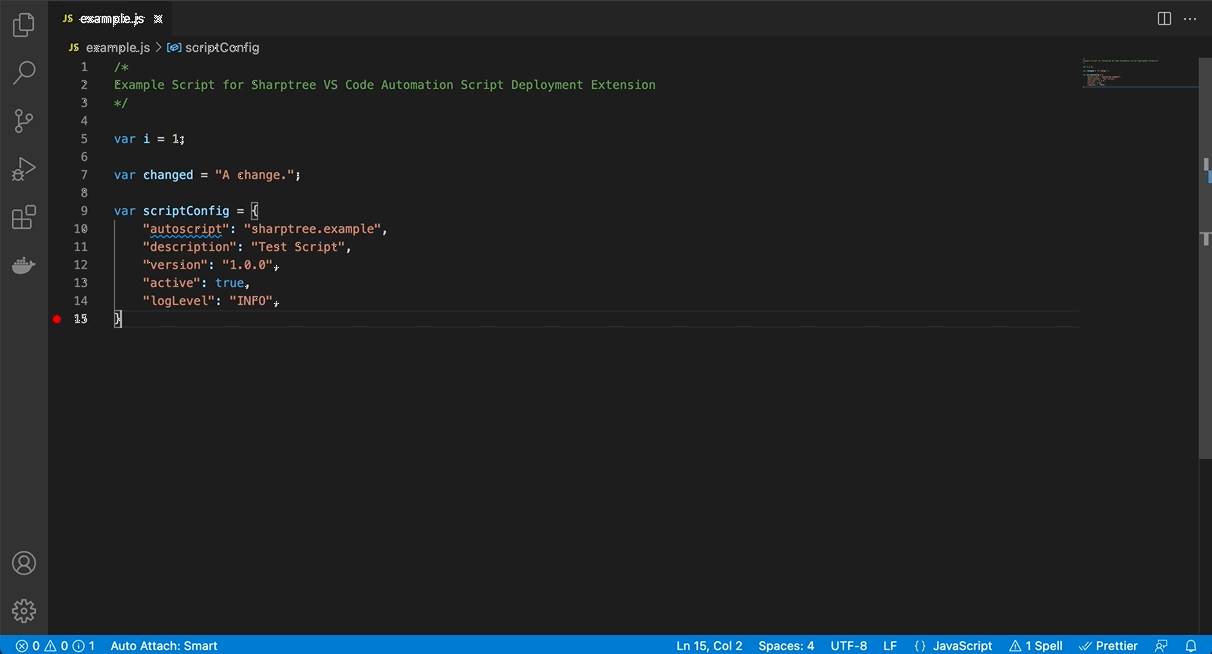 JS example.js
JS example.js > scriptConfig
1 /*
2 Example Script for Sharptree VS Code Automation Script Deployment Extension
3 */
4
5 var i = 1;
6
7 var changed = "A change.";
8
9 var scriptConfig = {
10 "autoscript": "sharptree.example",
11 "description": "Test Script",
12 "version": "1.0.0",
13 "active": true,
14 "logLevel": "INFO",
15 }
0 0 1 Auto Attach: Smart Ln 15, Col 2 Spaces: 4 UTF-8 LF {} JavaScript 1 Spell Prettier